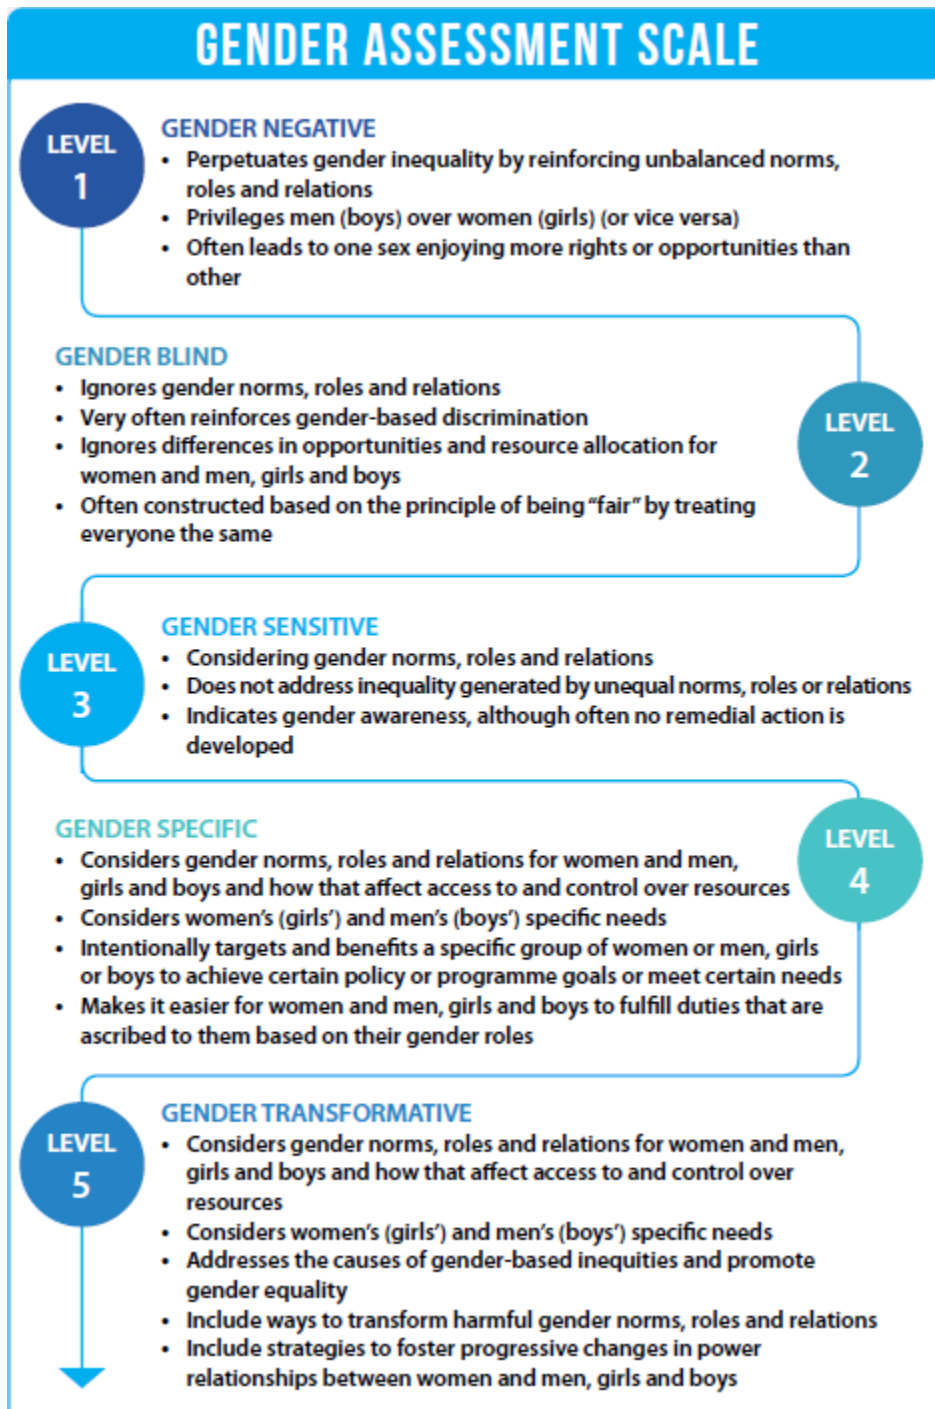 GENDER ASSESSMENT SCALE
LEVEL
1
GENDER NEGATIVE
• Perpetuates gender inequality by reinforcing unbalanced norms,
roles and relations
• Privileges men (boys) over women (girls) (or vice versa)
• Often leads to one sex enjoying more rights or opportunities than
other
GENDER BLIND
• Ignores gender norms, roles and relations
• Very often reinforces gender-based discrimination
• Ignores differences in opportunities and resource allocation for
women and men, girls and boys
• Often constructed based on the principle of being “fair” by treating
everyone the same
LEVEL
2
LEVEL
3
GENDER SENSITIVE
• Considering gender norms, roles and relations
• Does not address inequality generated by unequal norms, roles or relations
• Indicates gender awareness, although often no remedial action is
developed
GENDER SPECIFIC
• Considers gender norms, roles and relations for women and men,
girls and boys and how that affect access to and control over resources
• Considers women’s (girls’) and men’s (boys’) specific needs
• Intentionally targets and benefits a specific group of women or men, girls
or boys to achieve certain policy or programme goals or meet certain needs
• Makes it easier for women and men, girls and boys to fulfill duties that are
ascribed to them based on their gender roles
LEVEL
4
LEVEL
5
GENDER TRANSFORMATIVE
• Considers gender norms, roles and relations for women and men,
girls and boys and how that affect access to and control over
resources
• Considers women’s (girls’) and men’s (boys’) specific needs
• Addresses the causes of gender-based inequities and promote
gender equality
• Include ways to transform harmful gender norms, roles and relations
• Include strategies to foster progressive changes in power
relationships between women and men, girls and boys